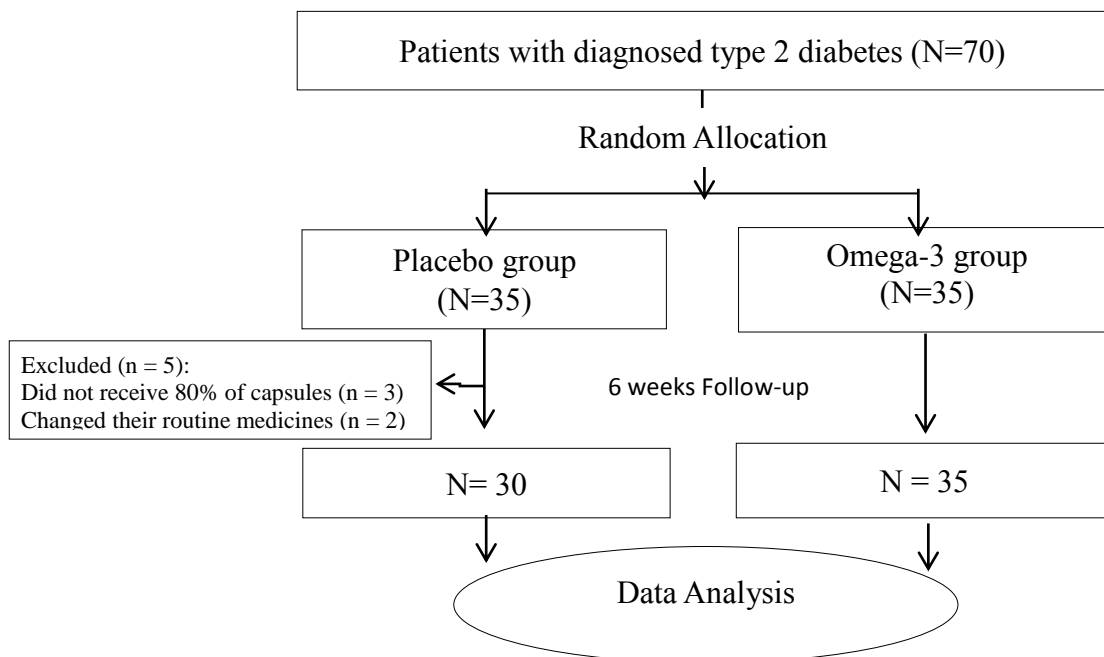 Patients with diagnosed type 2 diabetes (N=70)
Random Allocation
Placebo group
(N=35)
Omega-3 group
(N=35)
Excluded (n = 5):
Did not receive 80% of capsules (n = 3)
Changed their routine medicines (n = 2)
6 weeks Follow-up
N= 30
N = 35
Data Analysis